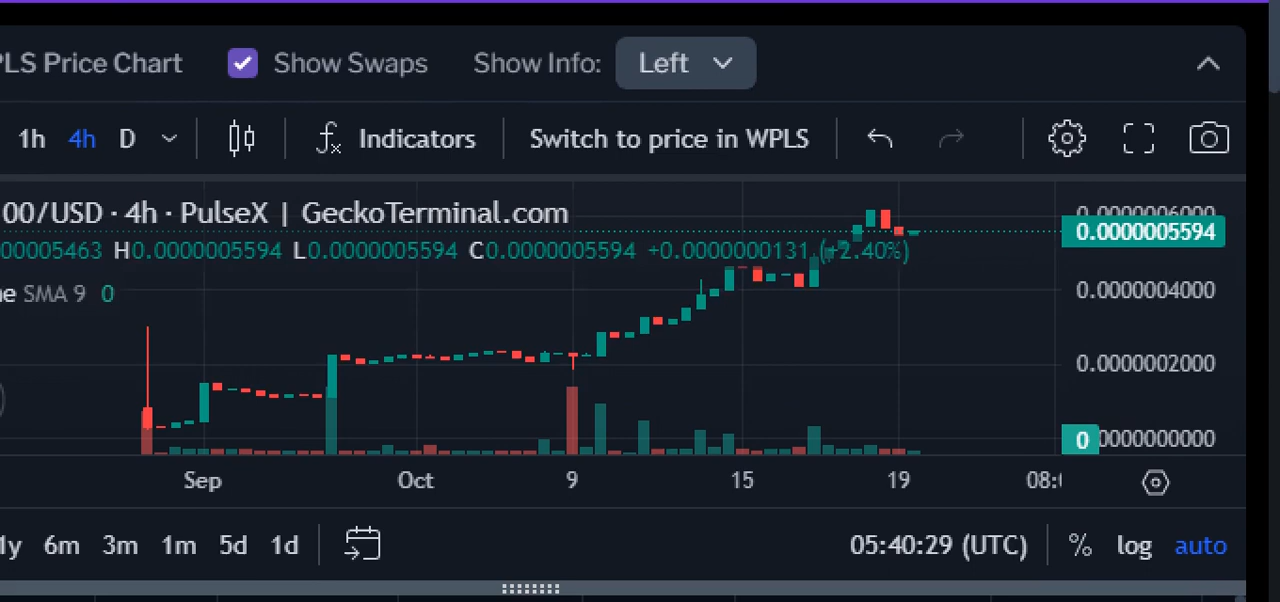 PLS Price Chart Show Swaps Show Info: Left
1h 4h D Indicators Switch to price in WPLS
00/USD · 4h · PulseX | GeckoTerminal.com
00005463 H0.0000005594 L0.0000005594 C0.0000005594 +0.0000000131 (+2.40%)
0.0000006000
0.0000005594
e SMA 9 0
0.0000004000
0.0000002000
0
0000000000
Sep Oct 9 15 19 08:
1y 6m 3m 1m 5d 1d 05:40:29 (UTC) % log auto